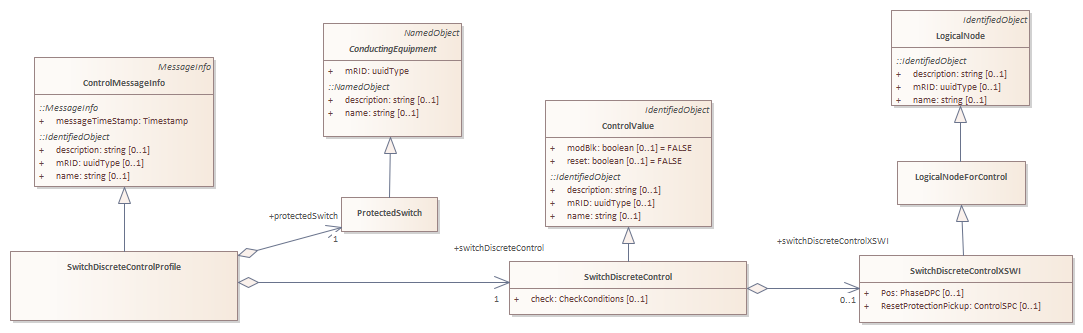 MessageInfo
ControlMessageInfo
::MessageInfo
+ messageTimeStamp: Timestamp
::IdentifiedObject
+ description: string [0..1]
+ mRID: uuidType [0..1]
+ name: string [0..1]
NamedObject
ConductingEquipment
+ mRID: uuidType
::NamedObject
+ description: string [0..1]
+ name: string [0..1]
IdentifiedObject
ControlValue
+ modBlk: boolean [0..1] = FALSE
+ reset: boolean [0..1] = FALSE
::IdentifiedObject
+ description: string [0..1]
+ mRID: uuidType [0..1]
+ name: string [0..1]
IdentifiedObject
LogicalNode
::IdentifiedObject
+ description: string [0..1]
+ mRID: uuidType [0..1]
+ name: string [0..1]
LogicalNodeForControl
ProtectedSwitch
+protectedSwitch
1
SwitchDiscreteControlProfile
+switchDiscreteControl
1
SwitchDiscreteControl
+ check: CheckConditions [0..1]
+switchDiscreteControlXSWI
0..1
SwitchDiscreteControlXSWI
+ Pos: PhaseDPC [0..1]
+ ResetProtectionPickup: ControlSPC [0..1]